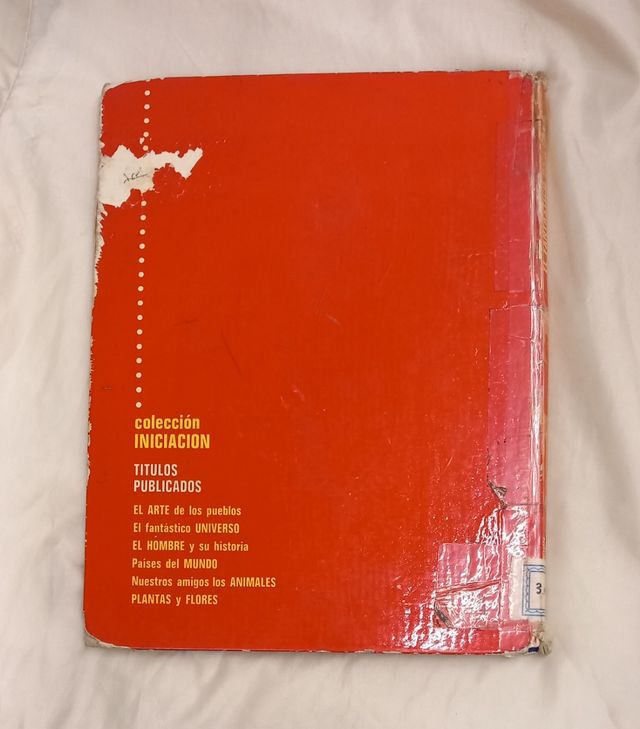 colección
INICIACION
TITULOS
PUBLICADOS
EL ARTE de los pueblos
El fantástico UNIVERSO
EL HOMBRE y su historia
Países del MUNDO
Nuestros amigos los ANIMALES
PLANTAS y FLORES